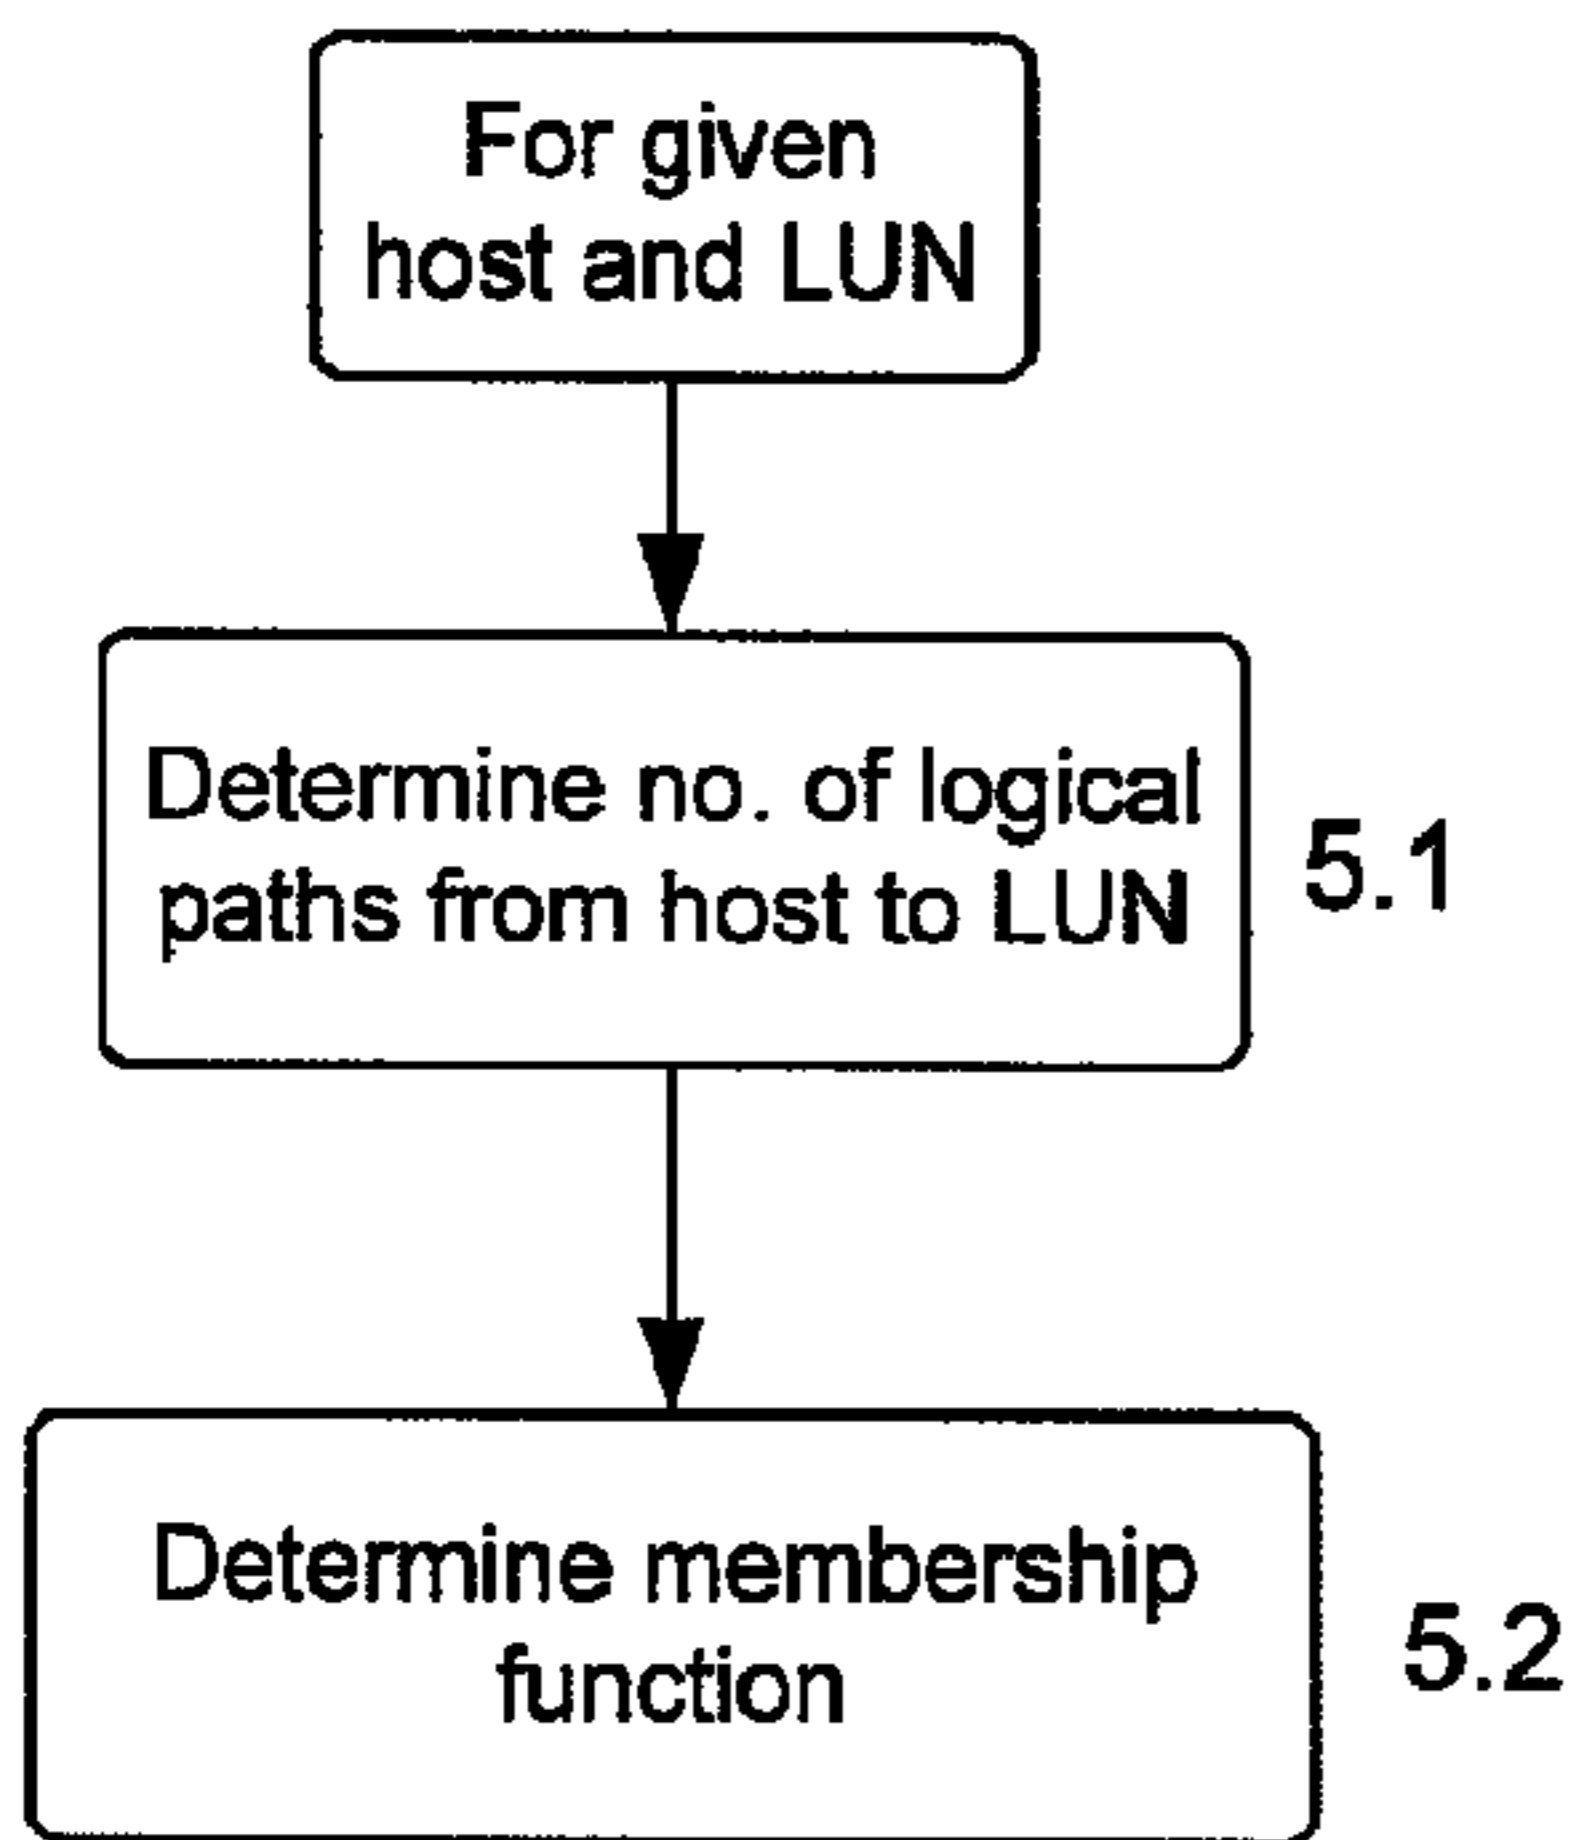 For given
host and LUN
Determine no. of logical
paths from host to LUN
5.1
Determine membership
function
5.2